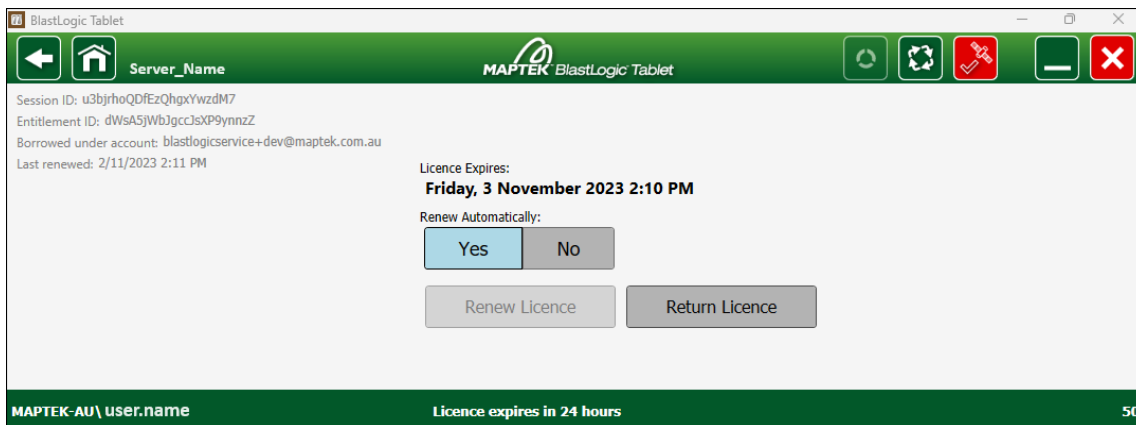 BlastLogic Tablet
Server_Name
MAPTEK BlastLogic Tablet
Session ID: u3bjrhoQDfEzQhgxYwzdM7
Entitlement ID: dWsA5jWbJgccJsXP9ynnzZ
Borrowed under account: blastlogicservice+dev@maptek.com.au
Last renewed: 2/11/2023 2:11 PM
Licence Expires:
Friday, 3 November 2023 2:10 PM
Renew Automatically:
Yes No
Renew Licence Return Licence
MAPTEK-AU\ user.name Licence expires in 24 hours 50